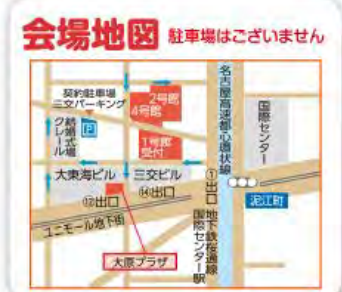 会場地図 駐車場はございません
契約駐車場
三交パーキング
P
結婚式場
クレール
2号館
4号館
1号館
受付
名古屋高速都心環状線
国際センター
大東海ビル
三交ビル
⑫出口
⑭出口
①出口
地下鉄桜通線
国際センター駅
泥江町
ユニモール地下街
大原プラザ